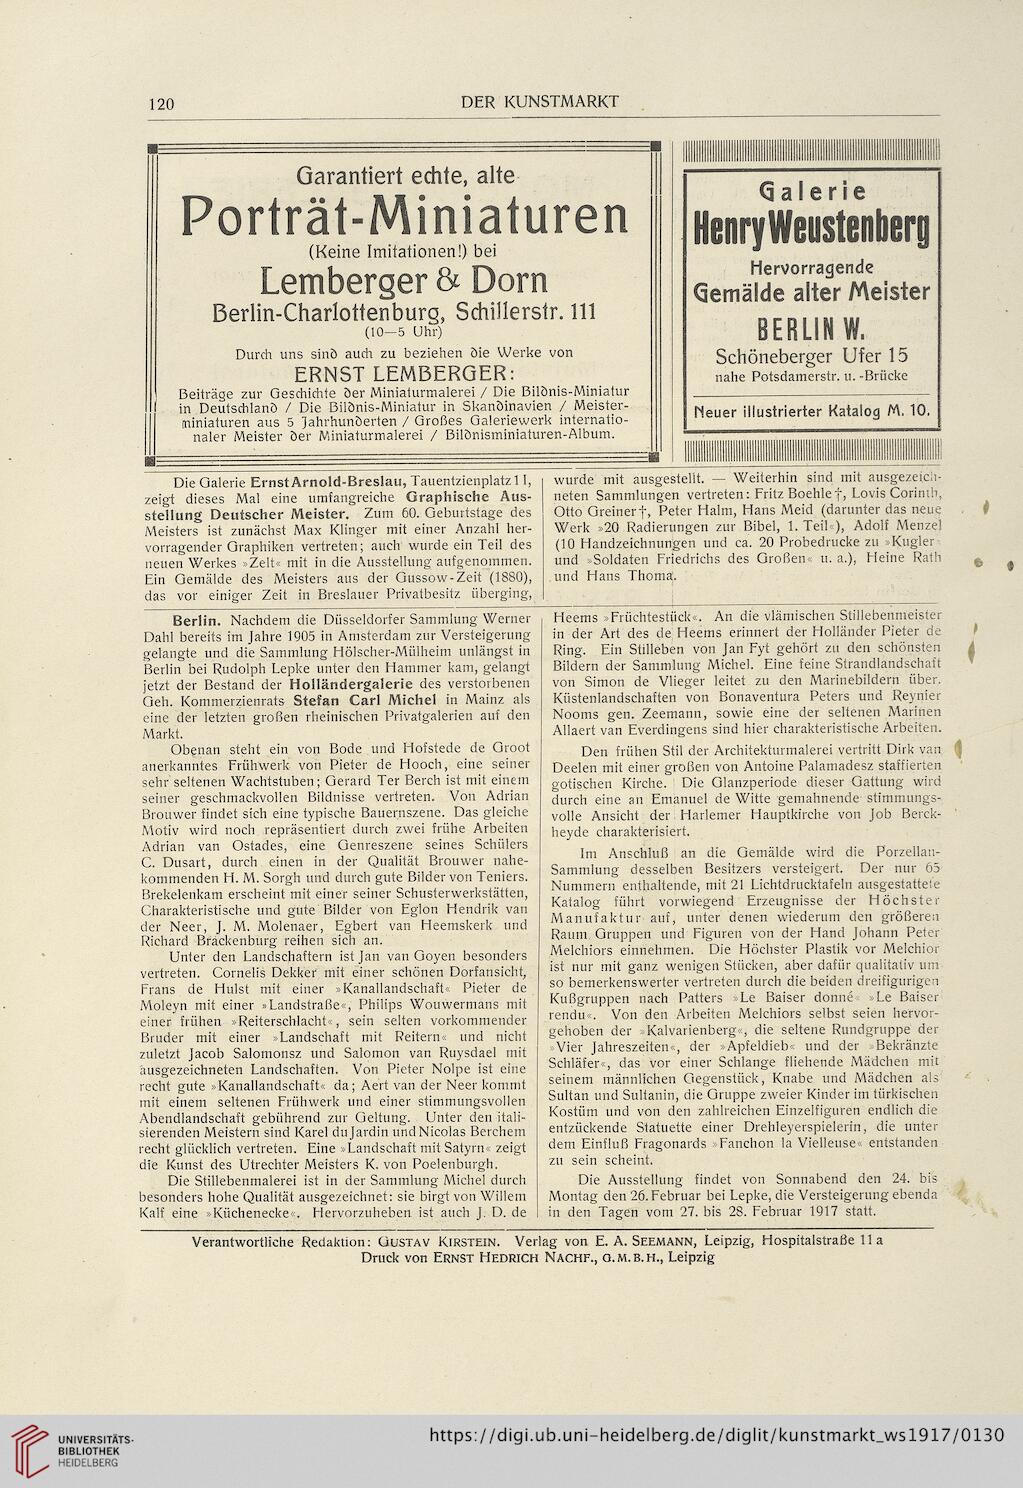 120
DER KUNSTMARKT
Garantiert echte, alte
Porträt-Miniaturen
(Keine Imitationen!) bei
Lemberger & Dorn
Berlin-Charlottenburg, Schillerstr. 111
(10—5 Uhr)
Durch uns sind auch zu beziehen die Werke von
ERNST LEMBERGER:
Beiträge zur Geschichte der Miniaturmalerei / Die Bildnis-Miniatur
in Deutschland / Die Bildnis-Miniatur in Skandinavien / Meister-
miniaturen aus 5 Jahrhunderten / Großes Galeriewerk internatio-
naler Meister der Miniaturmalerei / Bildnisminiaturen-Album.
Galerie
Henry Weustenberg
Hervorragende
Gemälde alter Meister
BERLIN W.
Schöneberger Ufer 15
nahe Potsdamerstr. u. -Brücke
Neuer illustrierter Katalog M. 10.
Die Galerie Ernst Arnold-Breslau, Tauentzienplatz 11,
zeigt dieses Mal eine umfangreiche Graphische Aus-
stellung Deutscher Meister. Zum 60. Geburtstage des
Meisters ist zunächst Max Klinger mit einer Anzahl her-
vorragender Graphiken vertreten; auch wurde ein Teil des
neuen Werkes »Zelt« mit in die Ausstellung aufgenommen.
Ein Gemälde des Meisters aus der Gussow-Zeit (1880),
das vor einiger Zeit in Breslauer Privatbesitz überging,
wurde mit ausgestellt. — Weiterhin sind mit ausgezeich-
neten Sammlungen vertreten: Fritz Boehle †, Lovis Corinth,
Otto Greiner †, Peter Halm, Hans Meid (darunter das neue
Werk »20 Radierungen zur Bibel, 1. Teil«), Adolf Menzel
(10 Handzeichnungen und ca. 20 Probedrucke zu »Kugler«
und »Soldaten Friedrichs des Großen« u. a.), Heine Rath
und Hans Thoma.
Berlin. Nachdem die Düsseldorfer Sammlung Werner
Dahl bereits im Jahre 1905 in Amsterdam zur Versteigerung
gelangte und die Sammlung Hölscher-Mülheim unlängst in
Berlin bei Rudolph Lepke unter den Hammer kam, gelangt
jetzt der Bestand der Holländergalerie des verstorbenen
Geh. Kommerzienrats Stefan Carl Michel in Mainz als
eine der letzten großen rheinischen Privatgalerien auf den
Markt.
Obenan steht ein von Bode und Hofstede de Groot
anerkanntes Frühwerk von Pieter de Hooch, eine seiner
sehr seltenen Wachtstuben; Gerard Ter Berch ist mit einem
seiner geschmackvollen Bildnisse vertreten. Von Adrian
Brouwer findet sich eine typische Bauernszene. Das gleiche
Motiv wird noch repräsentiert durch zwei frühe Arbeiten
Adrian van Ostades, eine Genreszene seines Schülers
C. Dusart, durch einen in der Qualität Brouwer nahe-
kommenden H. M. Sorgh und durch gute Bilder von Teniers.
Brekelenkam erscheint mit einer seiner Schusterwerkstätten,
Charakteristische und gute Bilder von Eglon Hendrik van
der Neer, J. M. Molenaer, Egbert van Heemskerk und
Richard Brackenburg reihen sich an.
Unter den Landschaftern ist Jan van Goyen besonders
vertreten. Cornelis Dekker mit einer schönen Dorfansicht,
Frans de Hulst mit einer »Kanallandschaft« Pieter de
Moleyn mit einer »Landstraße«, Philips Wouwermans mit
einer frühen »Reiterschlacht«, sein selten vorkommender
Bruder mit einer »Landschaft mit Reitern« und nicht
zuletzt Jacob Salomonsz und Salomon van Ruysdael mit
ausgezeichneten Landschaften. Von Pieter Nolpe ist eine
recht gute »Kanallandschaft« da; Aert van der Neer kommt
mit einem seltenen Frühwerk und einer stimmungsvollen
Abendlandschaft gebührend zur Geltung. Unter den itali-
sierenden Meistern sind Karel du Jardin und Nicolas Berchem
recht glücklich vertreten. Eine »Landschaft mit Satyrn« zeigt
die Kunst des Utrechter Meisters K. von Poelenburgh.
Die Stillebenmalerei ist in der Sammlung Michel durch
besonders hohe Qualität ausgezeichnet: sie birgt von Willem
Kalf eine »Küchenecke«. Hervorzuheben ist auch J. D. de
Heems »Früchtestück«. An die vlämischen Stillebenmeister
in der Art des de Heems erinnert der Holländer Pieter de
Ring. Ein Stilleben von Jan Fyt gehört zu den schönsten
Bildern der Sammlung Michel. Eine feine Strandlandschaft
von Simon de Vlieger leitet zu den Marinebildern über.
Küstenlandschaften von Bonaventura Peters und Reynier
Nooms gen. Zeemann, sowie eine der seltenen Marinen
Allaert van Everdingens sind hier charakteristische Arbeiten.
Den frühen Stil der Architekturmalerei vertritt Dirk van
Deelen mit einer großen von Antoine Palamadesz staffierten
gotischen Kirche. Die Glanzperiode dieser Gattung wird
durch eine an Emanuel de Witte gemahnende stimmungs-
volle Ansicht der Harlemer Hauptkirche von Job Berck-
heyde charakterisiert.
Im Anschluß an die Gemälde wird die Porzellan-
Sammlung desselben Besitzers versteigert. Der nur 65
Nummern enthaltende, mit 21 Lichtdrucktafeln ausgestattete
Katalog führt vorwiegend Erzeugnisse der Höchster
Manufaktur auf, unter denen wiederum den größeren
Raum Gruppen und Figuren von der Hand Johann Peter
Melchiors einnehmen. Die Höchster Plastik vor Melchior
ist nur mit ganz wenigen Stücken, aber dafür qualitativ um
so bemerkenswerter vertreten durch die beiden dreifigurigen
Kußgruppen nach Patters »Le Baiser donné« »Le Baiser
rendu«. Von den Arbeiten Melchiors selbst seien hervor-
gehoben der »Kalvarienberg«, die seltene Rundgruppe der
»Vier Jahreszeiten«, der »Apfeldieb« und der »Bekränzte
Schläfer«, das vor einer Schlange fliehende Mädchen mit
seinem männlichen Gegenstück, Knabe und Mädchen als
Sultan und Sultanin, die Gruppe zweier Kinder im türkischen
Kostüm und von den zahlreichen Einzelfiguren endlich die
entzückende Statuette einer Drehleyerspielerin, die unter
dem Einfluß Fragonards »Fanchon la Vielleuse« entstanden
zu sein scheint.
Die Ausstellung findet von Sonnabend den 24. bis
Montag den 26. Februar bei Lepke, die Versteigerung ebenda
in den Tagen vom 27. bis 28. Februar 1917 statt.
Verantwortliche Redaktion: GUSTAV KIRSTEIN. Verlag von E. A. SEEMANN, Leipzig, Hospitalstraße 11 a
Druck von ERNST HEDRICH NACHF., G.M.B.H., Leipzig
UNIVERSITÄTS-
BIBLIOTHEK
HEIDELBERG
https://digi.ub.uni-heidelberg.de/diglit/kunstmarkt_ws1917/0130